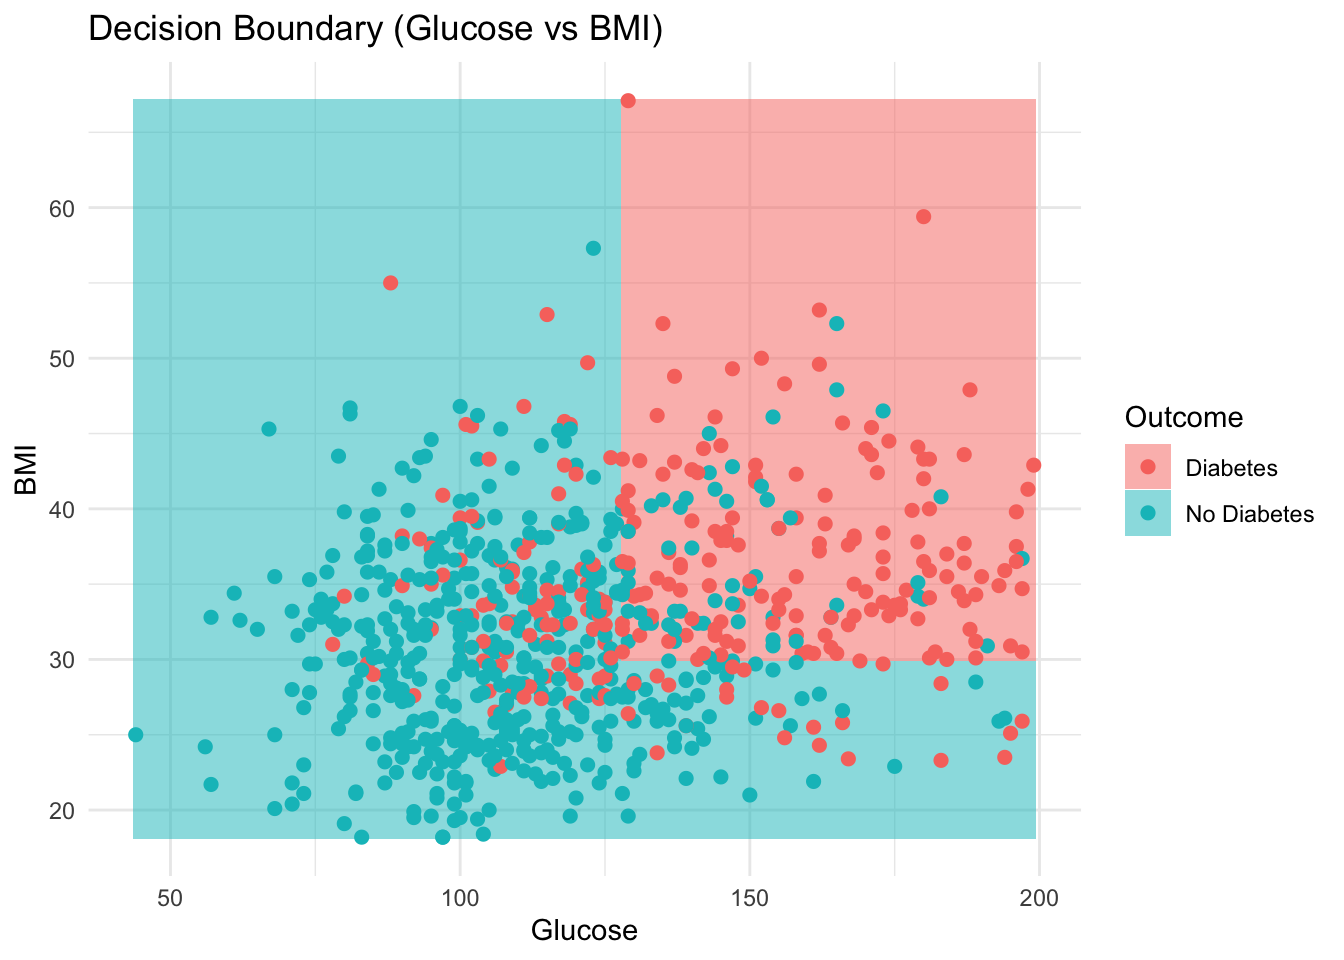 Decision Boundary (Glucose vs BMI)
60
50
40
30
20
BMI
50 100 150 200
Glucose
Outcome
Diabetes
No Diabetes